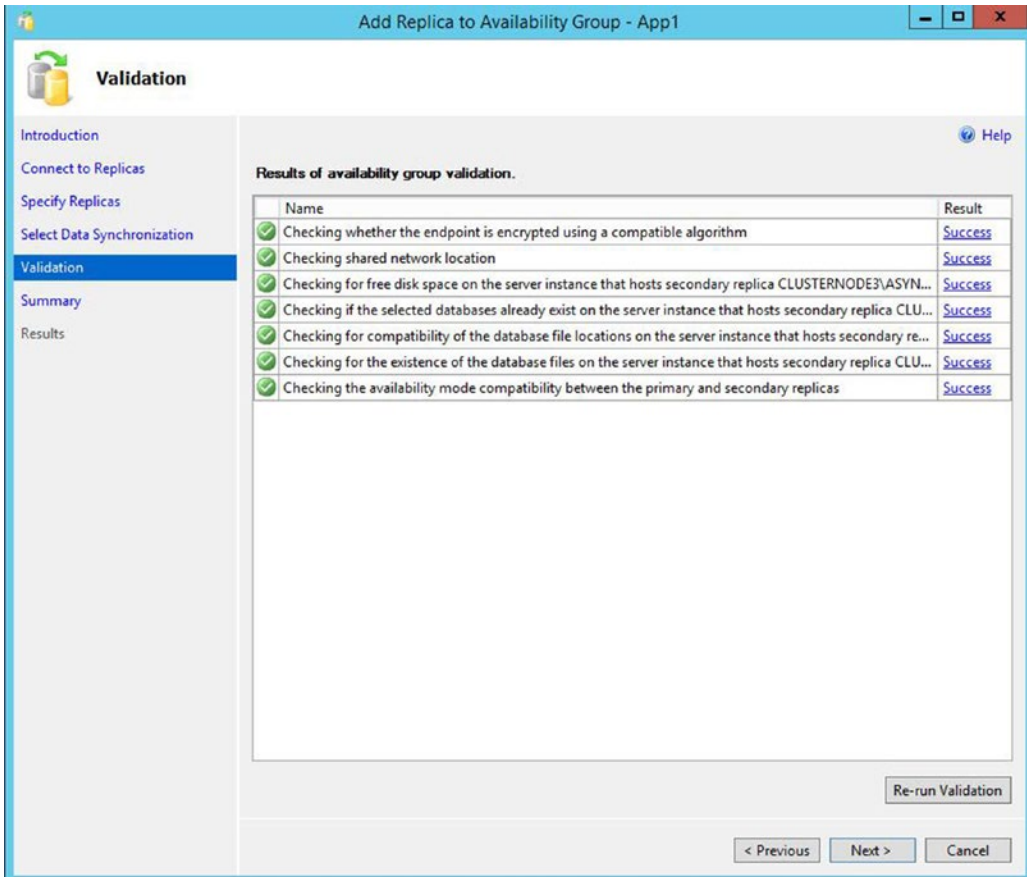 Add Replica to Availability Group - App1
Validation
Introduction
Connect to Replicas
Specify Replicas
Select Data Synchronization
Validation
Summary
Results
Help
Results of availability group validation.
Name Result
Checking whether the endpoint is encrypted using a compatible algorithm Success
Checking shared network location Success
Checking for free disk space on the server instance that hosts secondary replica CLUSTERNODE3\ASYN... Success
Checking if the selected databases already exist on the server instance that hosts secondary replica CLU... Success
Checking for compatibility of the database file locations on the server instance that hosts secondary re... Success
Checking for the existence of the database files on the server instance that hosts secondary replica CLU... Success
Checking the availability mode compatibility between the primary and secondary replicas Success
Re-run Validation
< Previous Next > Cancel